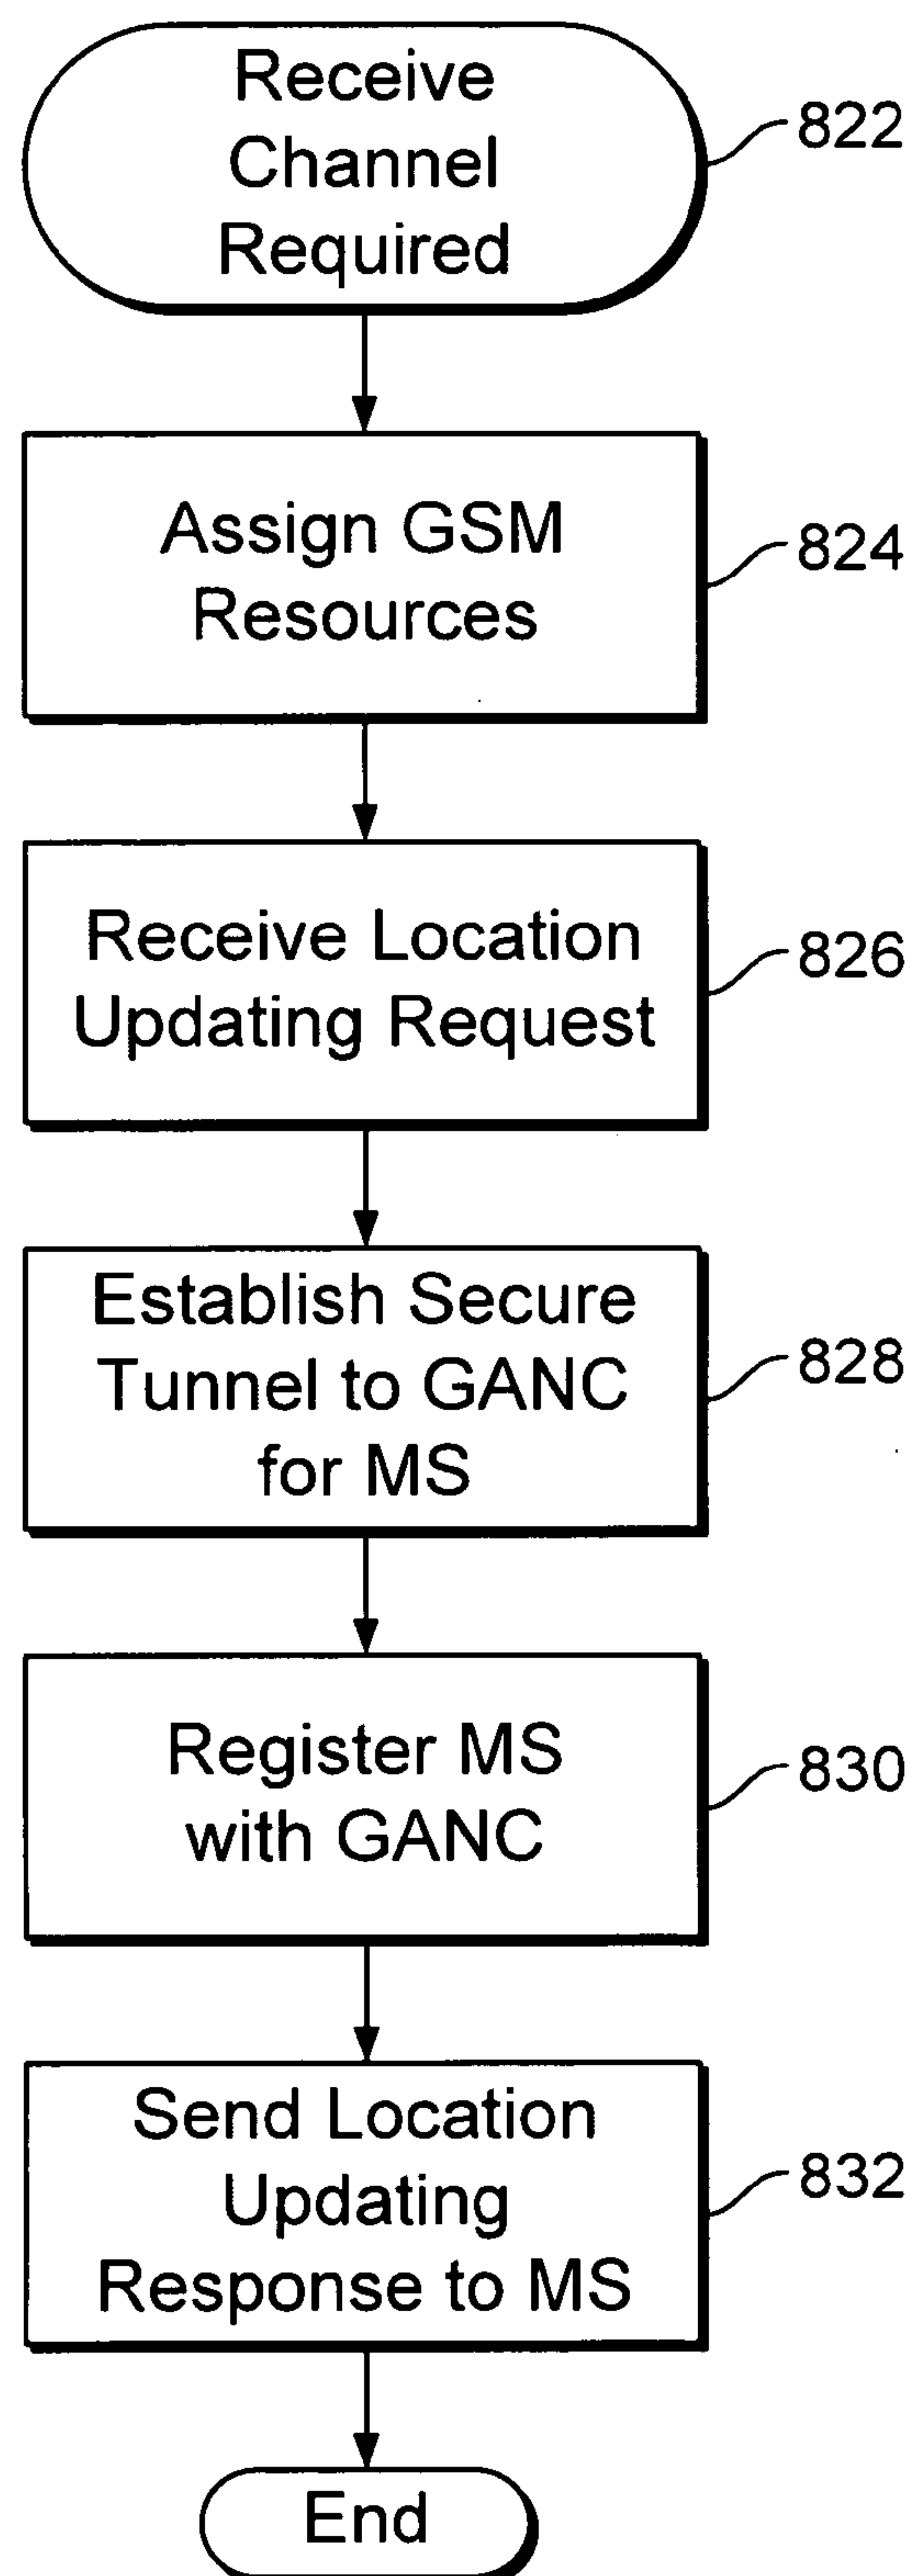 Receive
Channel
Required
822
Assign GSM
Resources
824
Receive Location
Updating Request
826
Establish Secure
Tunnel to GANC
for MS
828
Register MS
with GANC
830
Send Location
Updating
Response to MS
832
End